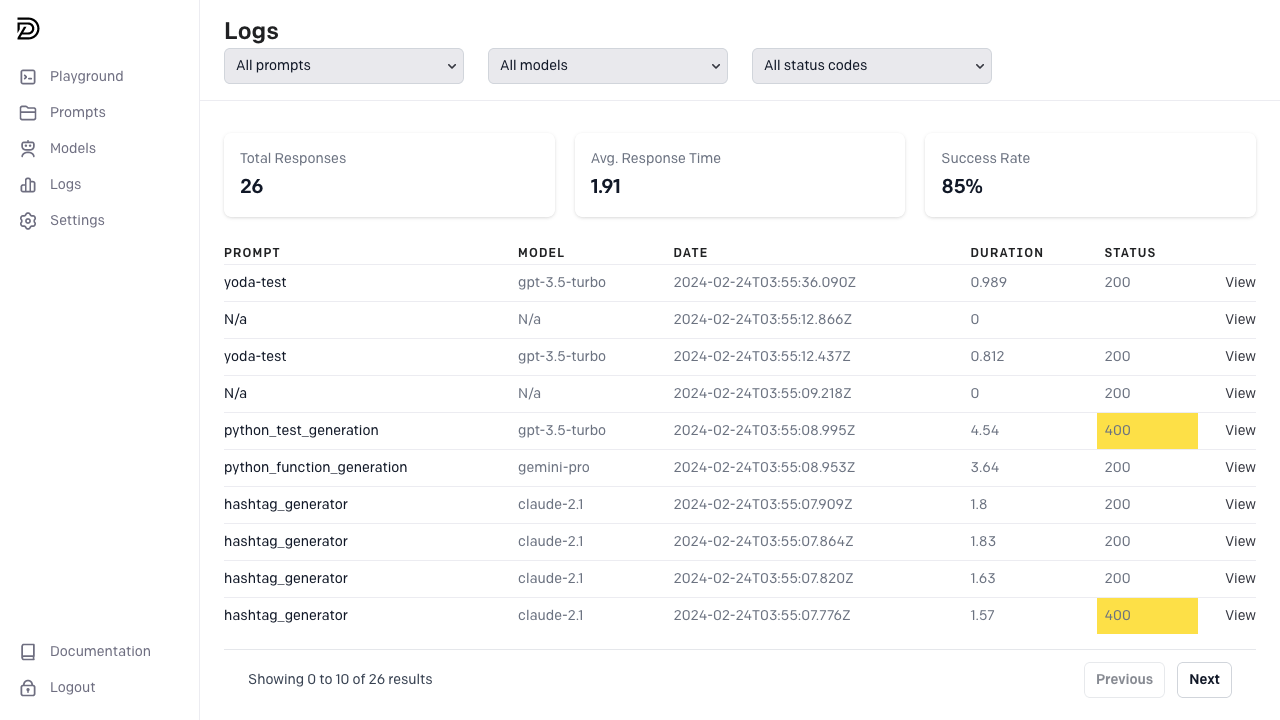 Logs
All prompts All models All status codes
Playground
Prompts
Models
Logs
Settings
Total Responses Avg. Response Time Success Rate
26 1.91 85%
PROMPT MODEL DATE DURATION STATUS
yoda-test gpt-3.5-turbo 2024-02-24T03:55:36.090Z 0.989 200 View
N/a N/a 2024-02-24T03:55:12.866Z 0 View
yoda-test gpt-3.5-turbo 2024-02-24T03:55:12.437Z 0.812 200 View
N/a N/a 2024-02-24T03:55:09.218Z 0 200 View
python_test_generation gpt-3.5-turbo 2024-02-24T03:55:08.995Z 4.54 400 View
python_function_generation gemini-pro 2024-02-24T03:55:08.953Z 3.64 200 View
hashtag_generator claude-2.1 2024-02-24T03:55:07.909Z 1.8 200 View
hashtag_generator claude-2.1 2024-02-24T03:55:07.864Z 1.83 200 View
hashtag_generator claude-2.1 2024-02-24T03:55:07.820Z 1.63 200 View
hashtag_generator claude-2.1 2024-02-24T03:55:07.776Z 1.57 400 View
Documentation
Logout
Showing 0 to 10 of 26 results Previous Next